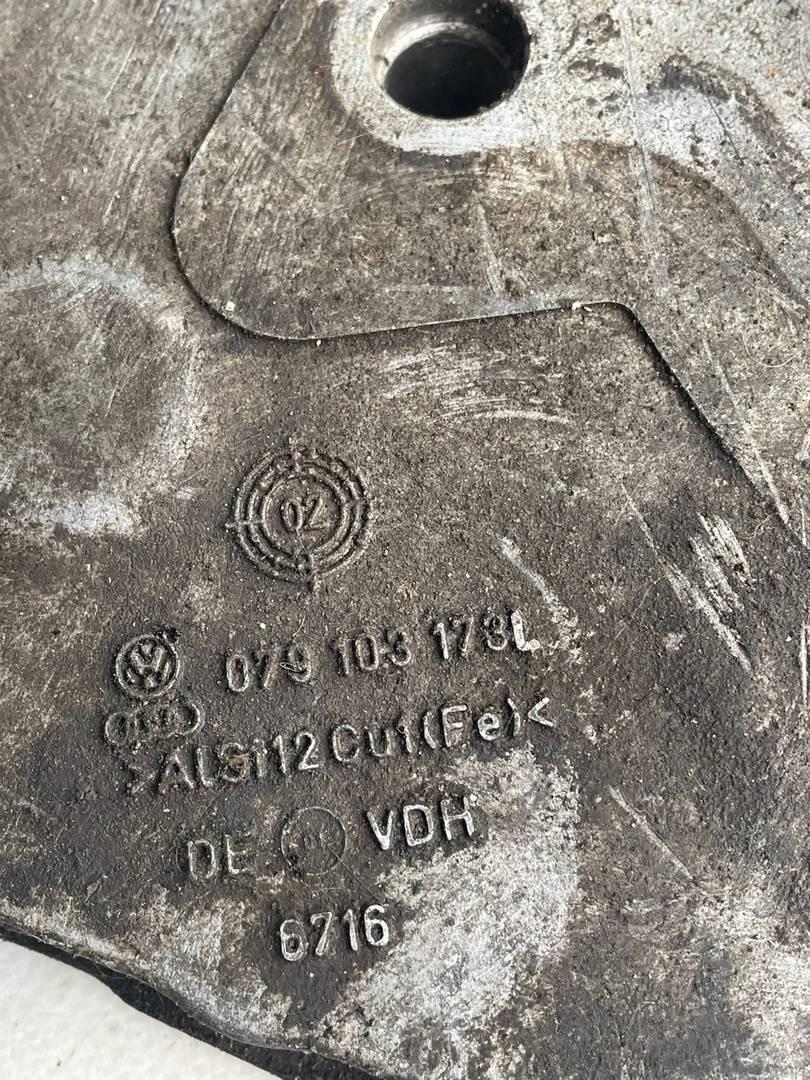 02
079 103 173L
>AlSi12Cu1(Fe)<
DE VDH
6716